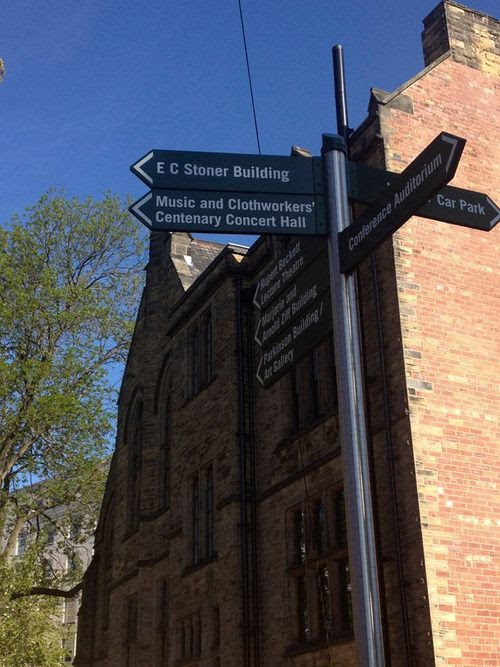 E C Stoner Building
Music and Clothworkers'
Centenary Concert Hall
Conference Auditorium
Car Park
Rupert Beckett
Lecture Theatre
Marjorie and
Arnold Ziff Building
Parkinson Building /
Art Gallery